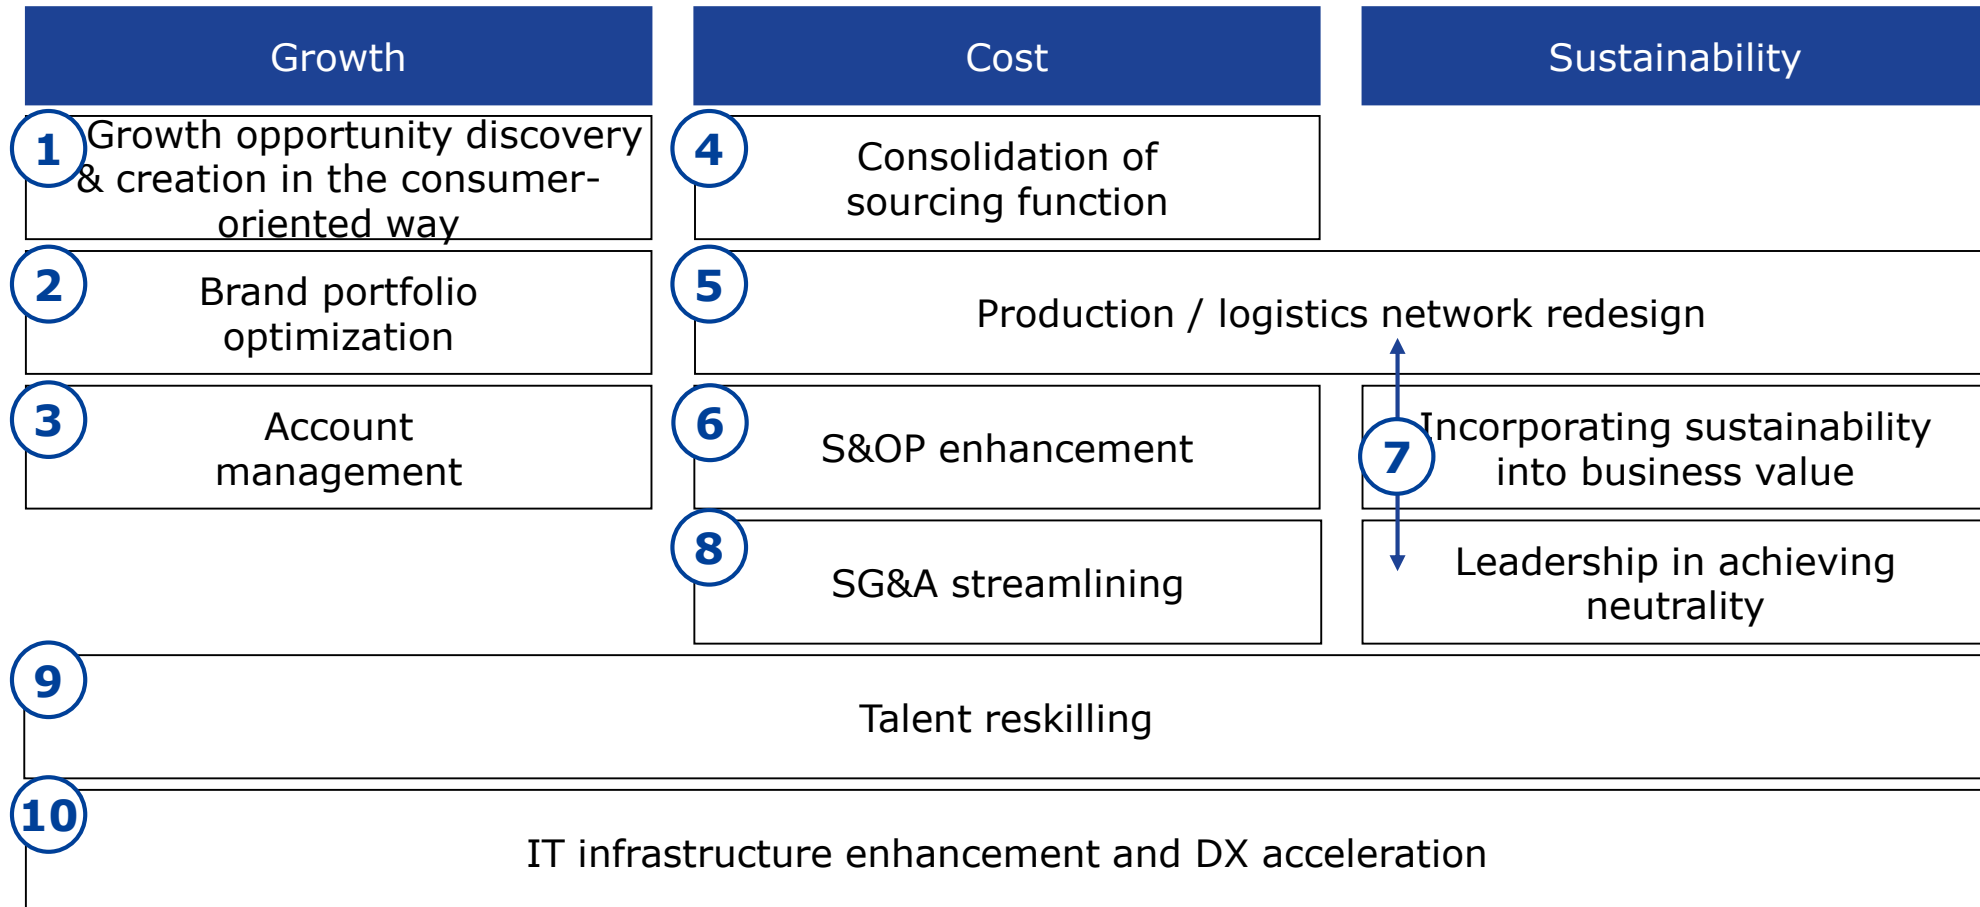 Growth
Cost
Sustainability
1
Growth opportunity discovery
& creation in the consumer-
oriented way
4
Consolidation of
sourcing function
2
Brand portfolio
optimization
5
Production / logistics network redesign
3
Account
management
6
S&OP enhancement
7
Incorporating sustainability
into business value
8
SG&A streamlining
Leadership in achieving
neutrality
9
Talent reskilling
10
IT infrastructure enhancement and DX acceleration